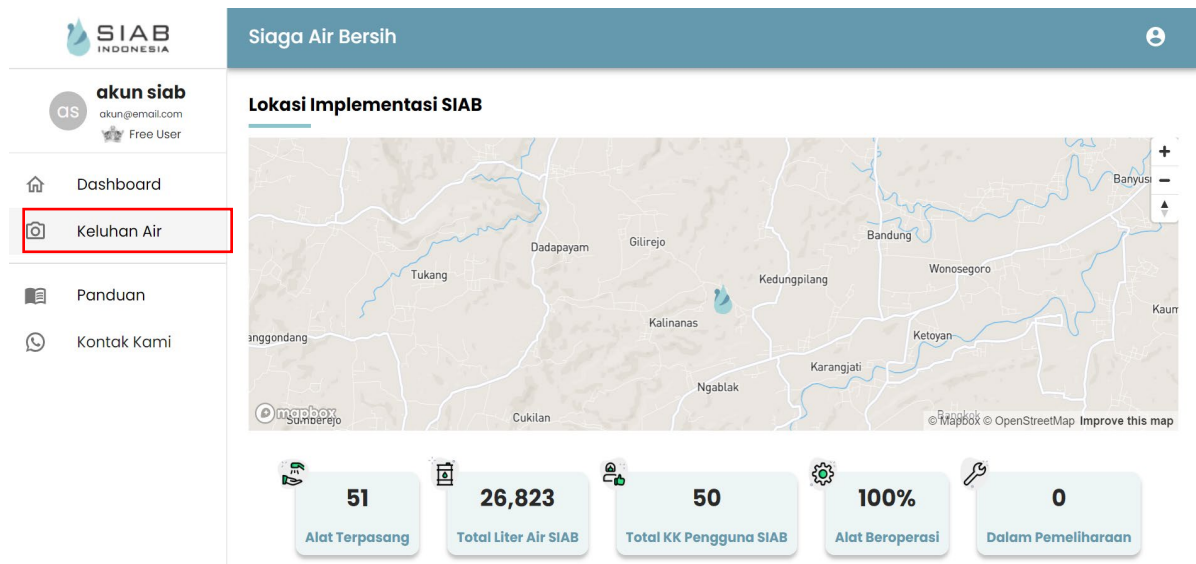 SIAB
INDONESIA
Siaga Air Bersih
as
akun siab
akun@email.com
Free User
Dashboard
Keluhan Air
Panduan
Kontak Kami
Lokasi Implementasi SIAB
Banyus
Bandung
Gilirejo
Dadapayam
Tukang
Wonosegoro
Kedungpilang
Kaum
Kalinanas
anggondang
Ketoyan
Karangjati
Ngablak
mapbox
Sumberejo
Cukilan
Bangkok
© Mapbox © OpenStreetMap Improve this map
51
Alat Terpasang
26,823
Total Liter Air SIAB
50
Total KK Pengguna SIAB
100%
Alat Beroperasi
0
Dalam Pemeliharaan